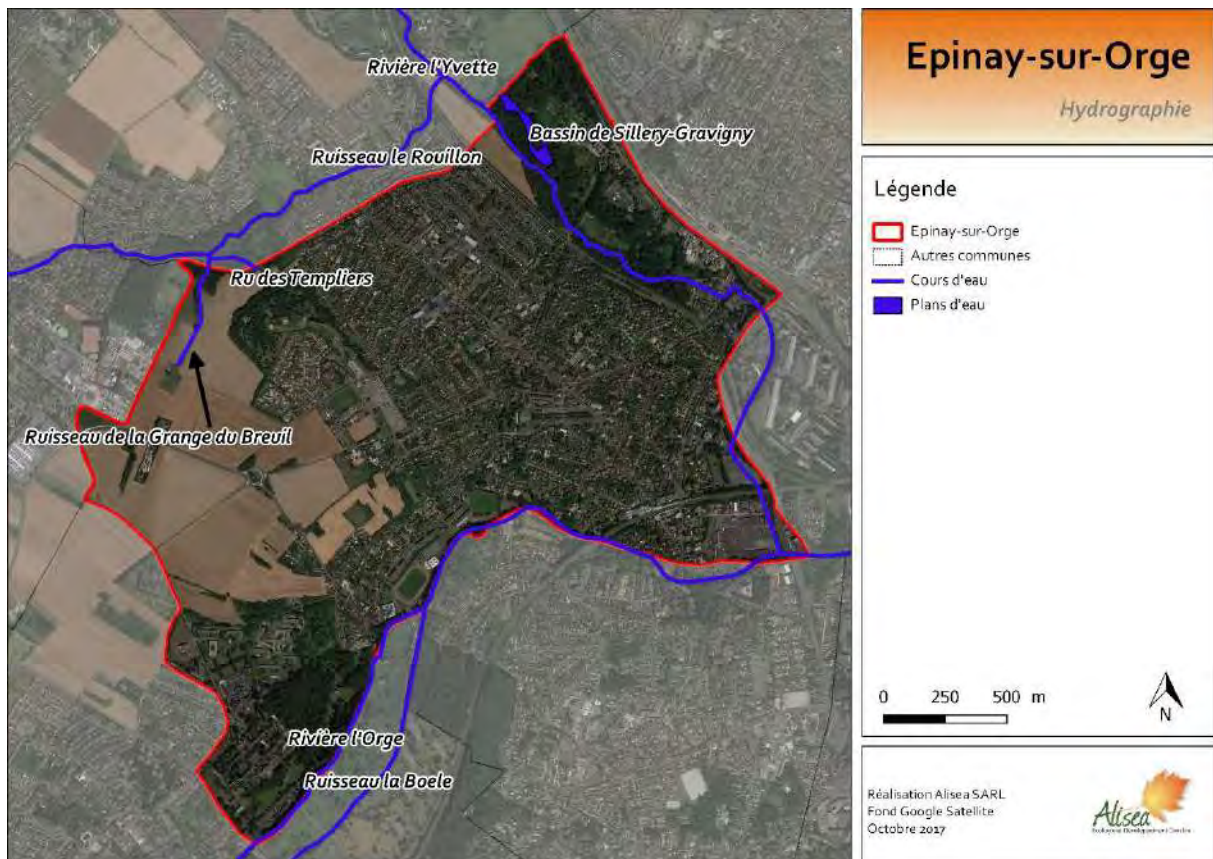 Rivière l'Yvette
Bassin de Sillery-Gravigny
Ruisseau le Rouillon
Ru des Templiers
Ruisseau de la Grange du Breuil
Rivière l'Orge
Ruisseau la Boele
Epinay-sur-Orge
Hydrographie
Légende
Epinay-sur-Orge
Autres communes
Cours d'eau
Plans d'eau
0 250 500 m
N
Réalisation Alisea SARL
Fond Google Satellite
Octobre 2017
Alisea